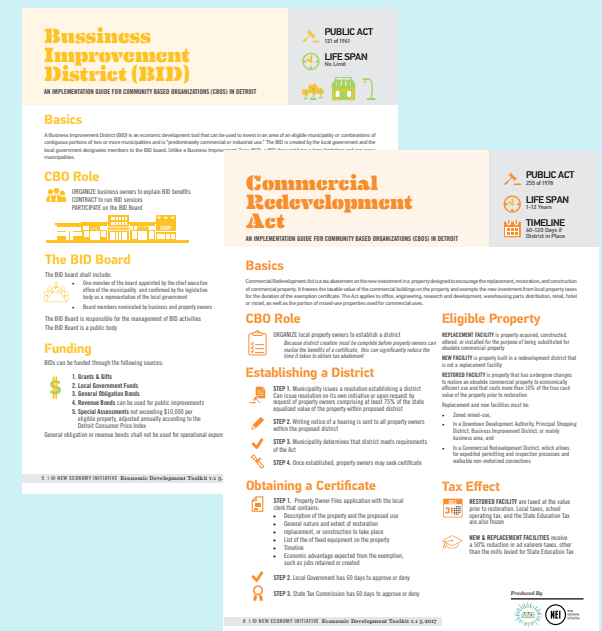 Bussiness
Improvement
District (BID)
AN IMPLEMENTATION GUIDE FOR COMMUNITY BASED ORGANIZATIONS (CBOS) IN DETROIT
PUBLIC ACT
121 of 1961
LIFE SPAN
No Limit
Basics
A Business Improvement District (BID) is an economic development tool that can be used to invest in an area of an eligible municipality or combinations of
contiguous portions of two or more municipalities and is "predominately commercial or industrial use." The BID is created by the local government and the
local government designates members to the BID board. Unlike a Business
municipalities.
CBO Role
ORGANIZE business owners to explain BID benefits
CONTRACT to run BID services
PARTICIPATE on the BID Board
SHOP
The BID Board
The BID board shall include:
• One member of the board appointed by the chief executive
office of the municipality and confirmed by the legislative
body as a representative of the local government
• Board members nominated by business and property owners
The BID Board is responsible for the management of BID activities
The BID Board is a public body
Funding
BIDs can be funded through the following sources:
1. Grants & Gifts
2. Local Government Funds
3. General Obligation Bonds
4. Revenue Bonds can be used for public improvements
5. Special Assessments not exceeding $10,000 per
eligible property, adjusted annually according to the
Detroit Consumer Price Index
General obligation or revenue bonds shall not be used for operational expen
2 | © NEW ECONOMY INITIATIVE Economic Development Toolkit v.1 5.
Commercial
Redevelopment
Act
AN IMPLEMENTATION GUIDE FOR COMMUNITY BASED ORGANIZATIONS (CBOS) IN DETROIT
PUBLIC ACT
255 of 1978
LIFE SPAN
1-12 Years
TIMELINE
60-120 Days if
District in Place
Basics
Commercial Redevelopment Act is a tax abatement on the new investment in a property designed to encourage the replacement, restoration, and construction
of commercial property. It freezes the taxable value of the commercial buildings on the property and exempts the new investment from local property taxes
for the duration of the exemption certificate. The Act applies to office, engineering, research and development, warehousing parts distribution, retail, hotel
or motel, as well as the portion of mixed-use properties used for commercial uses.
CBO Role
ORGANIZE local property owners to establish a district
Because district creation must be complete before property owners can
realize the benefits of a certificate, this can significantly reduce the
time it takes to obtain tax abatement
Establishing a District
STEP 1. Municipality issues a resolution establishing a district
Can issue resolution on its own initiative or upon request by
request of property owners comprising at least 75% of the state
equalized value of the property within proposed district
STEP 2. Writing notice of a hearing is sent to all property owners
within the proposed district
STEP 3. Municipality determines that district meets requirements
of the Act
STEP 4. Once established, property owners may seek certificate
Obtaining a Certificate
STEP 1. Property Owner Files application with the local
clerk that contains:
• Description of the property and the proposed use
• General nature and extent of restoration
• replacement, or construction to take place
• List of the of fixed equipment on the property
• Timeline
• Economic advantage expected from the exemption,
such as jobs retained or created
STEP 2. Local Government has 60 days to approve or deny
STEP 3. State Tax Commission has 60 days to approve or deny
Eligible Property
REPLACEMENT FACILITY is property acquired, constructed,
altered, or installed for the purpose of being substituted for
obsolete commercial property
NEW FACILITY is property built in a redevelopment district that
is not a replacement facility
RESTORED FACILITY is property that has undergone changes
to restore an obsolete commercial property to economically
efficient use and that costs more than 10% of the true cash
value of the property prior to restoration
Replacement and new facilities must be:
• Zoned mixed-use,
• In a Downtown Development Authority, Principal Shopping
District, Business Improvement District, or mainly
business area, and
• In a Commercial Redevelopment District, which allows
for expedited permitting and inspection processes and
walkable non-motorized connections
Tax Effect
31
RESTORED FACILITY are taxed at the value
prior to restoration. Local taxes, school
operating tax, and the State Education Tax
are also frozen
NEW & REPLACEMENT FACILITIES receive
a 50% reduction in ad valorem taxes, other
than the mills levied for State Education Tax
Produced By
NEI
3 | © NEW ECONOMY INITIATIVE Economic Development Toolkit v.1 5.2017